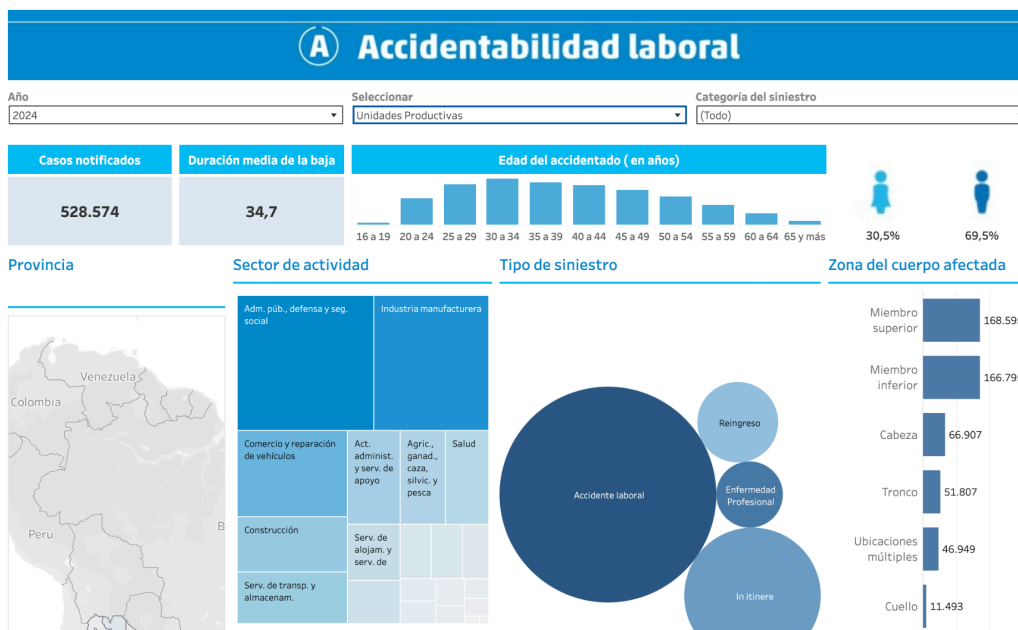 A Accidentabilidad laboral
Año
2024
Seleccionar
Unidades Productivas
Categoría del siniestro
(Todo)
Casos notificados
528.574
Duración media de la baja
34,7
Edad del accidentado ( en años)
16 a 19 20 a 24 25 a 29 30 a 34 35 a 39 40 a 44 45 a 49 50 a 54 55 a 59 60 a 64 65 y más
30,5%
69,5%
Provincia
Venezuela
Colombia
Perú
B
Sector de actividad
Adm. púb., defensa y seg.
social
Industria manufacturera
Comercio y reparación
de vehículos
Act.
administ.
y serv. de
apoyo
Agric.,
ganad.,
caza,
silvic. y
pesca
Salud
Construcción
Serv. de
alojam. y
serv. de
Serv. de transp. y
almacenam.
Tipo de siniestro
Accidente laboral
Reingreso
Enfermedad
Profesional
In itinere
Zona del cuerpo afectada
Miembro
superior
168.59
Miembro
inferior
166.79
Cabeza
66.907
Tronco
51.807
Ubicaciones
múltiples
46.949
Cuello
11.493